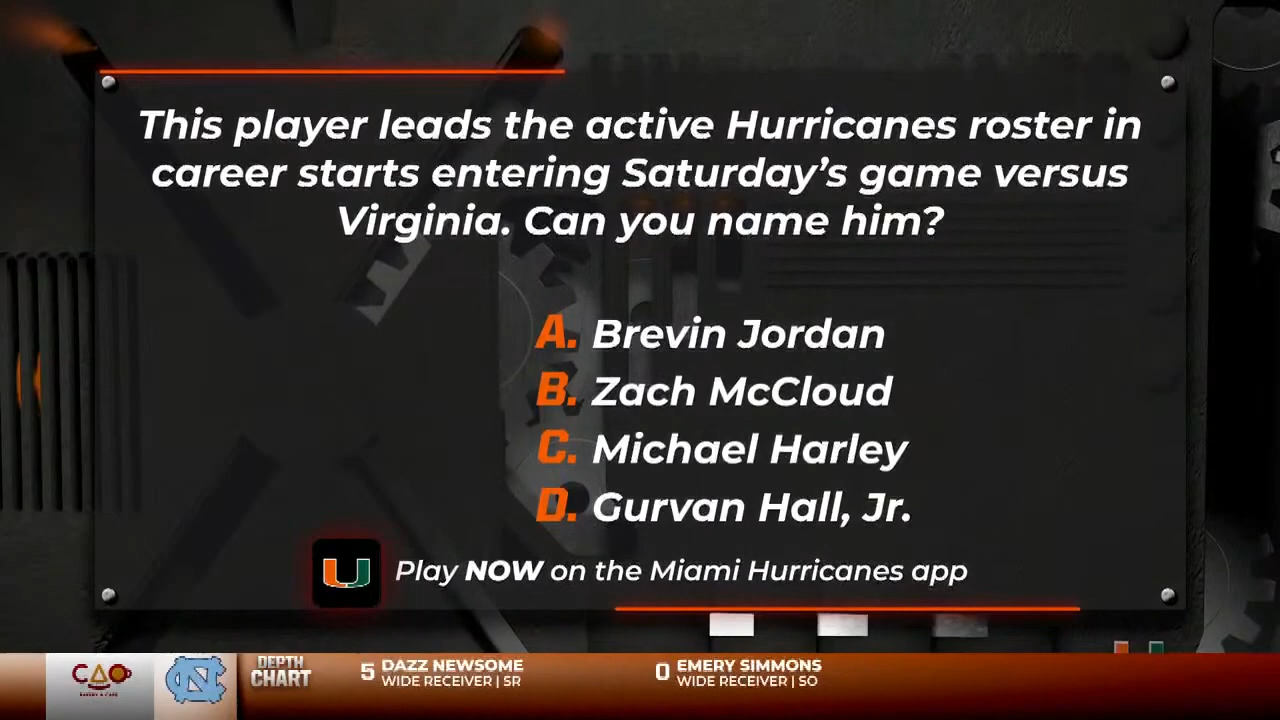 This player leads the active Hurricanes roster in
career starts entering Saturday's game versus
Virginia. Can you name him?
A. Brevin Jordan
B. Zach McCloud
C. Michael Harley
D. Gurvan Hall, Jr.
Play NOW on the Miami Hurricanes app
CAO
NC
DEPTH
CHART
5 DAZZ NEWSOME
WIDE RECEIVER | SR
0 EMERY SIMMONS
WIDE RECEIVER | SO